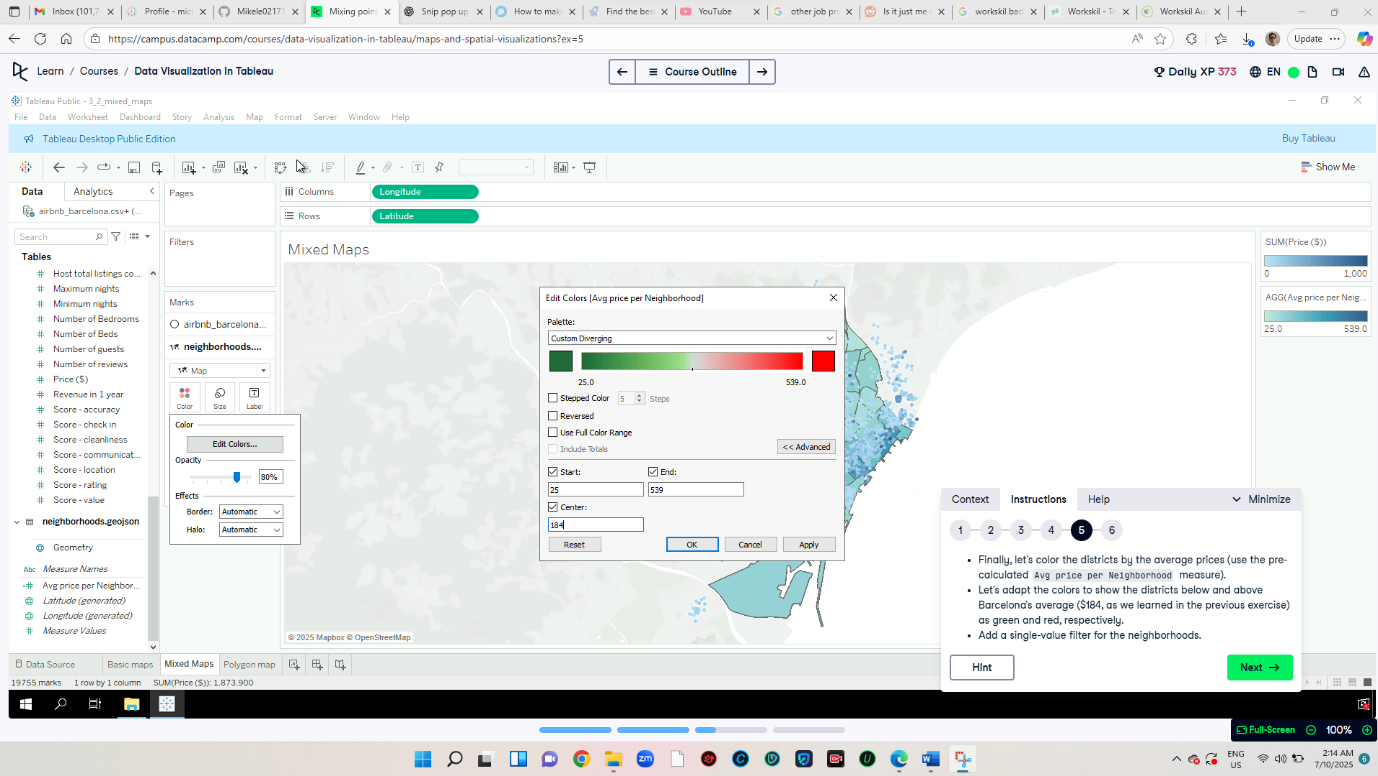 Inbox (101,7
Profile - mich
Mikele02171
Mixing point
Snip pop up
How to make
Find the bes
YouTube
other job pr
Is it just me
workskil bad
Workskil - To
Workskil Aus
https://campus.datacamp.com/courses/data-visualization-in-tableau/maps-and-spatial-visualizations?ex=5
Update
Learn / Courses / Data Visualization in Tableau
Course Outline
Daily XP 373
EN
Tableau Public - 3_2_mixed_maps
File Data Worksheet Dashboard Story Analysis Map Format Server Window Help
Tableau Desktop Public Edition
Buy Tableau
Show Me
Data
Analytics
airbnb_barcelona.csv+ (...
Search
Tables
Host total listings co...
Maximum nights
Minimum nights
Number of Bedrooms
Number of Beds
Number of guests
Number of reviews
Price ($)
Revenue in 1 year
Score - accuracy
Score - check in
Score - cleanliness
Score - communicat...
Score - location
Score - rating
Score - value
neighborhoods.geojson
Geometry
Abc Measure Names
Avg price per Neighbor...
Latitude (generated)
Longitude (generated)
Measure Values
Pages
Filters
Marks
airbnb_barcelona...
neighborhoods....
Map
Color
Size
Label
Color
Edit Colors...
Opacity
80%
Effects
Border: Automatic
Halo: Automatic
Columns
Longitude
Rows
Latitude
Mixed Maps
© 2025 Mapbox © OpenStreetMap
SUM(Price ($))
0 1,000
AGG(Avg price per Neig...
25.0 539.0
Edit Colors [Avg price per Neighborhood]
Palette:
Custom Diverging
25.0 539.0
Stepped Color 5 Steps
Reversed
Use Full Color Range
Include Totals
<< Advanced
Start: End:
25 539
Center:
184
Reset OK Cancel Apply
Context Instructions Help
Minimize
1 2 3 4 5 6
• Finally, let's color the districts by the average prices (use the pre-
calculated Avg price per Neighborhood measure).
• Let's adapt the colors to show the districts below and above
Barcelona's average ($184, as we learned in the previous exercise)
as green and red, respectively.
• Add a single-value filter for the neighborhoods.
Hint
Next
Data Source
Basic maps
Mixed Maps
Polygon map
19755 marks 1 row by 1 column SUM(Price ($)): 1,873,900
Full-Screen 100%
ENG
US
2:14 AM
7/10/2025
6